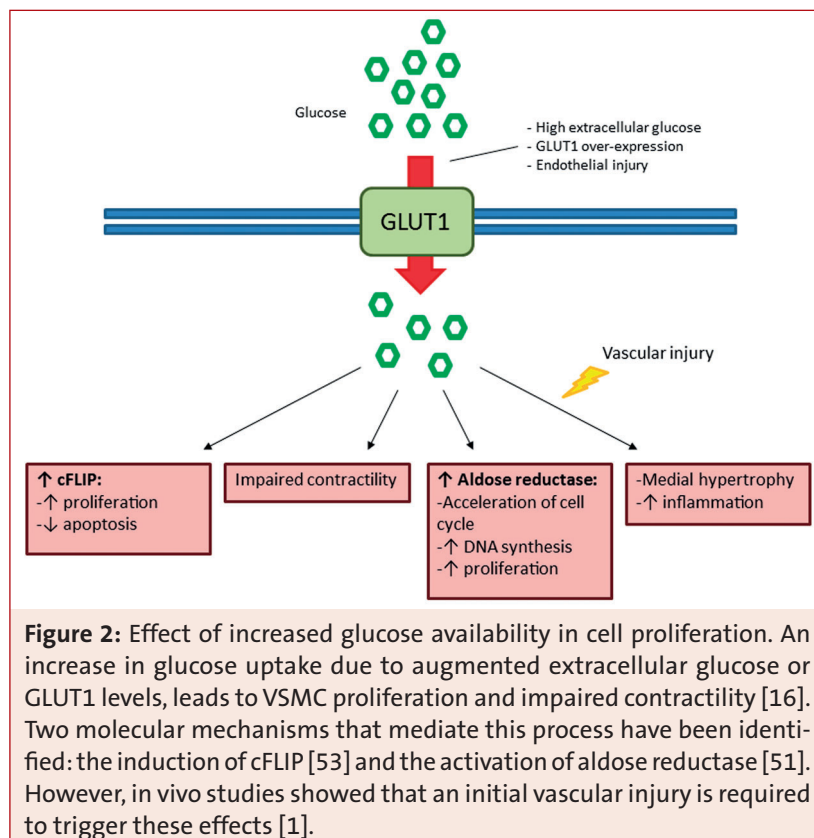 Glucose
- High extracellular glucose
- GLUT1 over-expression
- Endothelial injury
GLUT1
Vascular injury
↑ cFLIP:
-↑ proliferation
-↓ apoptosis
Impaired contractility
↑ Aldose reductase:
-Acceleration of cell
cycle
-↑ DNA synthesis
-↑ proliferation
-Medial hypertrophy
-↑ inflammation
Figure 2: Effect of increased glucose availability in cell proliferation. An
increase in glucose uptake due to augmented extracellular glucose or
GLUT1 levels, leads to VSMC proliferation and impaired contractility [16].
Two molecular mechanisms that mediate this process have been identi-
fied: the induction of cFLIP [53] and the activation of aldose reductase [51].
However, in vivo studies showed that an initial vascular injury is required
to trigger these effects [1].